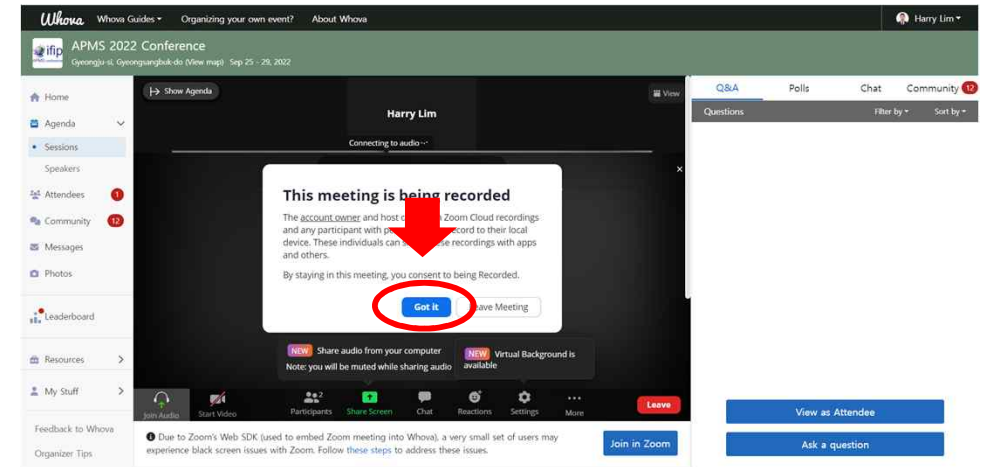 Whova Whova Guides Organizing your own event? About Whova Harry Lim
ifip APMS 2022 Conference
Gyeongju-si, Gyeongsangbuk-do (View map) Sep 25 - 29, 2022
Home
Agenda
Sessions
Speakers
Attendees 1
Community 12
Messages
Photos
Leaderboard
Resources
My Stuff
Feedback to Whova
Organizer Tips
Show Agenda
View
Harry Lim
Connecting to audio
This meeting is being recorded
The account owner and host Zoom Cloud recordings
and any participant with record to their local
device. These individuals can recordings with apps
and others.
By staying in this meeting, you consent to being Recorded.
Got it
Leave Meeting
NEW Share audio from your computer
Note: you will be muted while sharing audio
NEW Virtual Background is
available
Join Audio Start Video Participants 2 Share Screen Chat Reactions Settings More Leave
Due to Zoom's Web SDK (used to embed Zoom meeting into Whova), a very small set of users may
experience black screen issues with Zoom. Follow these steps to address these issues.
Join in Zoom
Q&A Polls Chat Community 12
Questions Filter by Sort by
View as Attendee
Ask a question